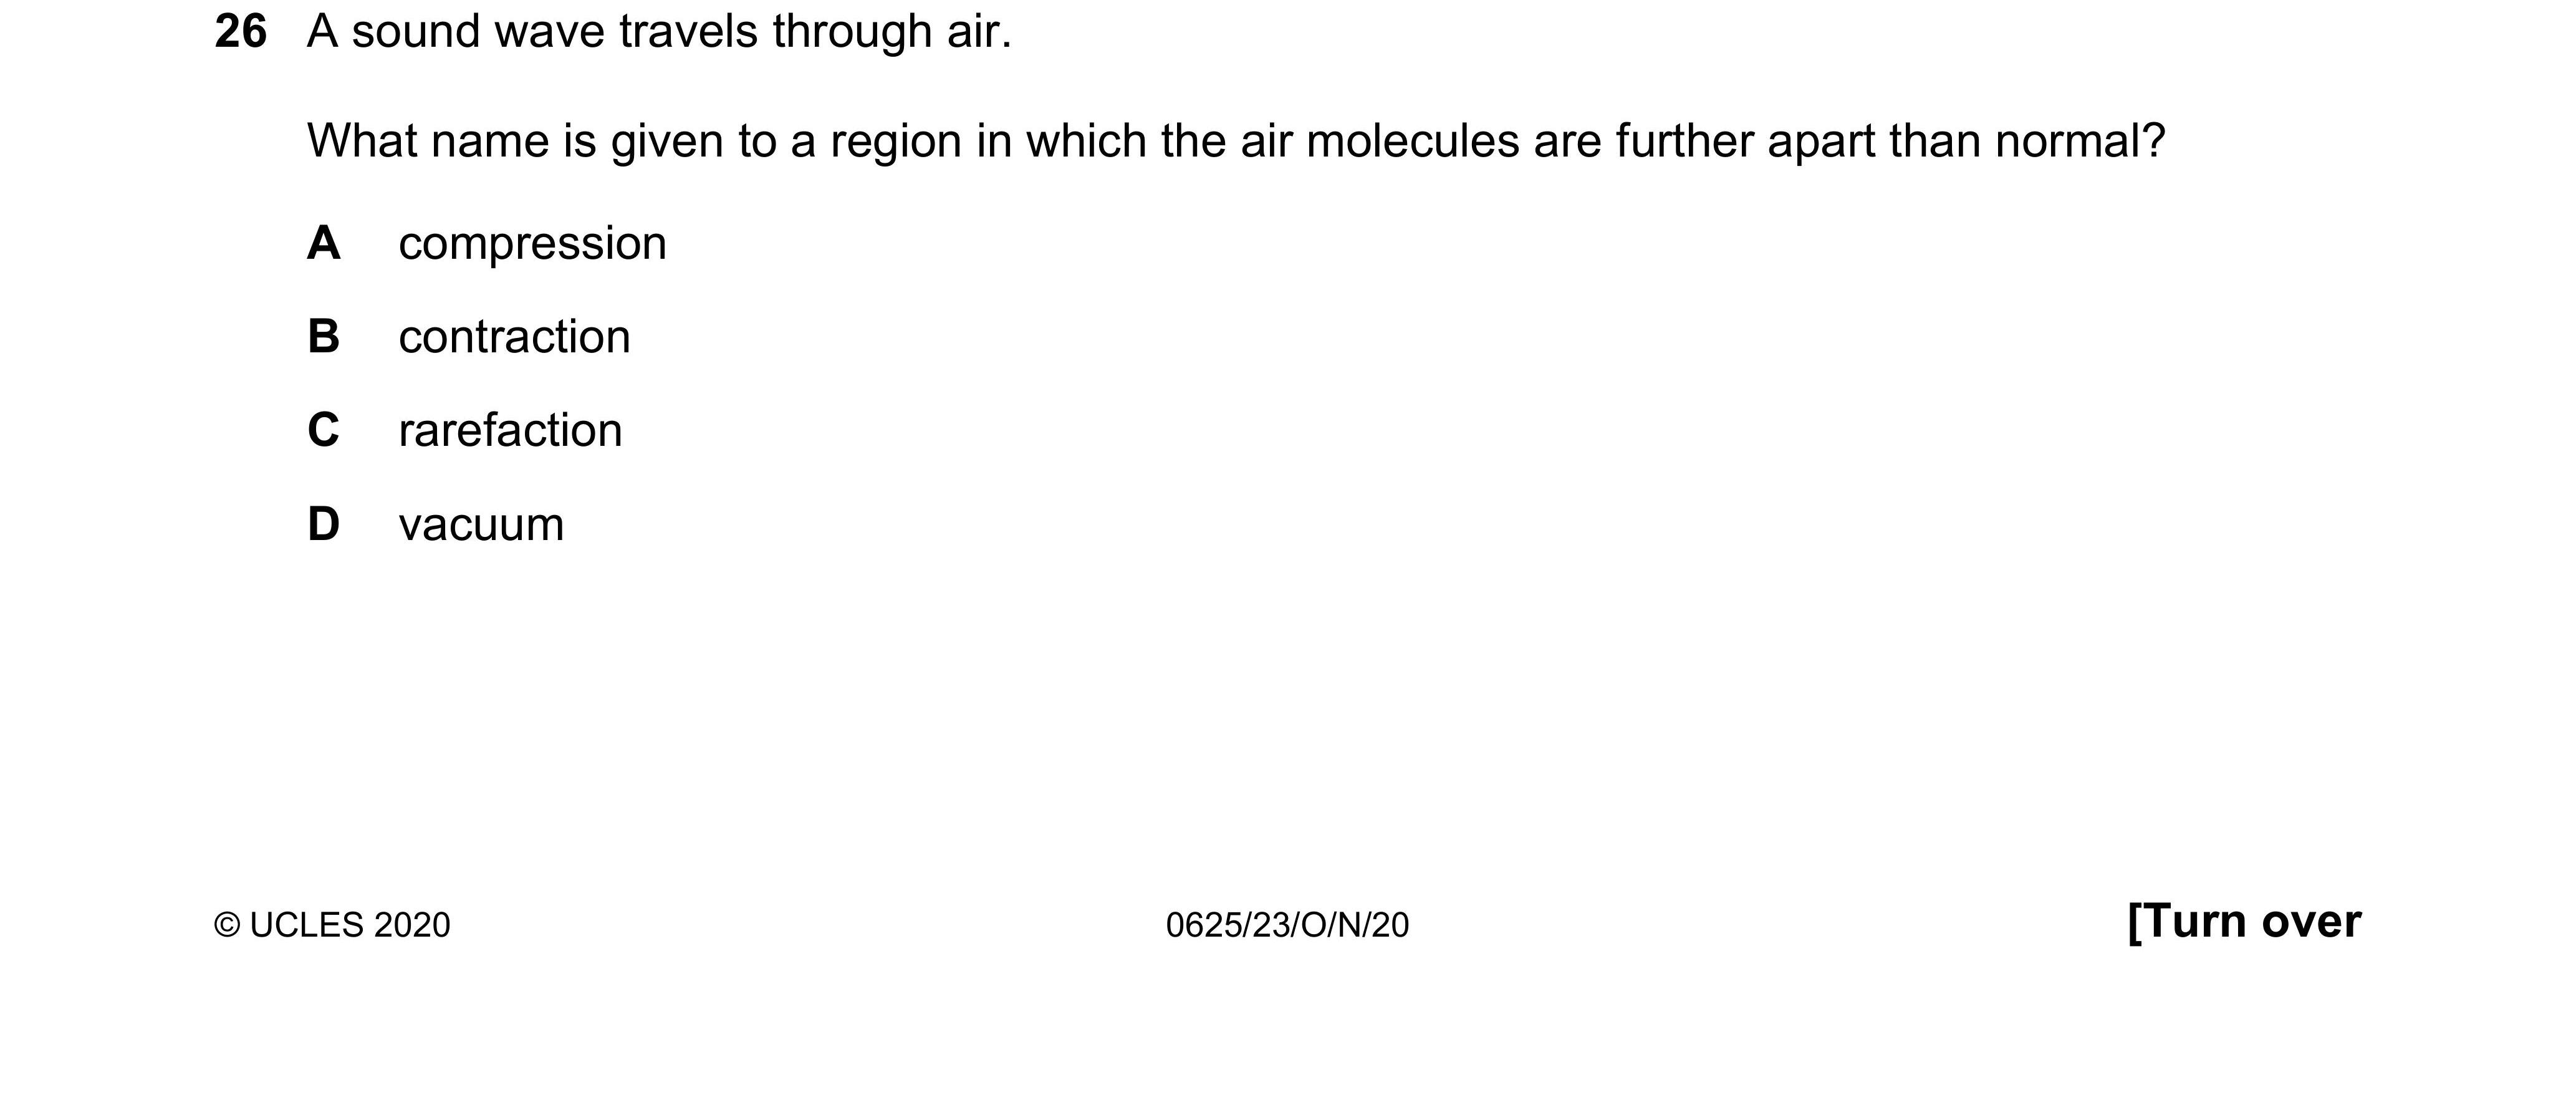 26 A sound wave travels through air.
What name is given to a region in which the air molecules are further apart than normal?
A compression
B contraction
C rarefaction
D vacuum
© UCLES 2020 0625/23/O/N/20 [Turn over